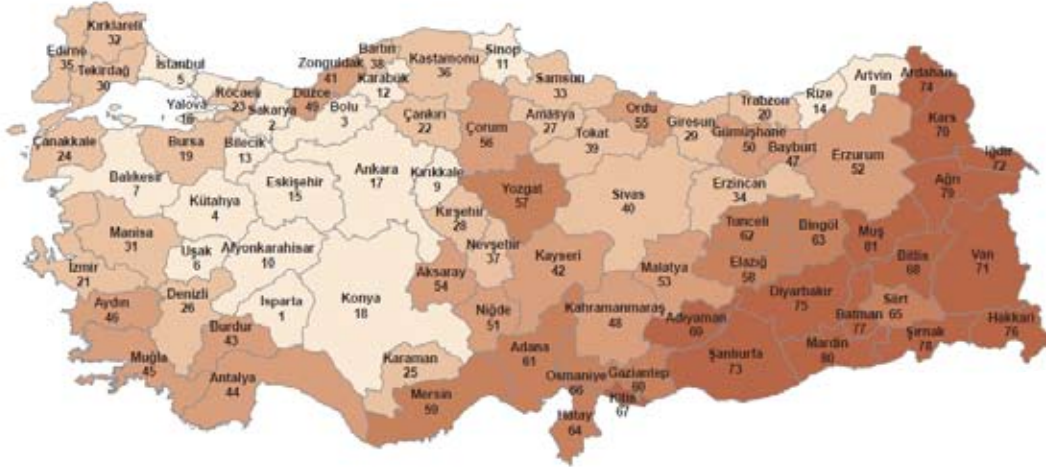 Kırklareli
32
Edirne
35
Tekirdağ
30
İstanbul
5
Yalova
16
Kocaeli
23
Sakarya
2
Düzce
49
Zonguldak
41
Bartın
38
Karabük
12
Bolu
3
Kastamonu
36
Sinop
11
Samsun
33
Çankırı
22
Çorum
56
Amasya
27
Tokat
39
Ordu
55
Giresun
29
Trabzon
20
Gümüşhane
50
Bayburt
47
Rize
14
Artvin
8
Ardahan
74
Kars
70
Iğdır
72
Erzurum
52
Ağrı
79
Çanakkale
24
Bursa
19
Bilecik
13
Balıkesir
7
Kütahya
4
Eskişehir
15
Ankara
17
Kırıkkale
9
Yozgat
57
Sivas
40
Erzincan
34
Tunceli
62
Bingöl
63
Muş
81
Bitlis
68
Van
71
Manisa
31
Uşak
6
Afyonkarahisar
10
Kırşehir
28
Nevşehir
37
Kayseri
42
Malatya
53
Elazığ
58
Diyarbakır
75
Batman
77
Siirt
65
Şırnak
78
Hakkari
76
İzmir
21
Aydın
46
Denizli
26
Isparta
1
Konya
18
Aksaray
54
Niğde
51
Kahramanmaraş
48
Adıyaman
69
Şanlıurfa
73
Mardin
80
Muğla
45
Burdur
43
Antalya
44
Karaman
25
Mersin
59
Adana
61
Osmaniye
66
Gaziantep
60
Kilis
67
Hatay
64